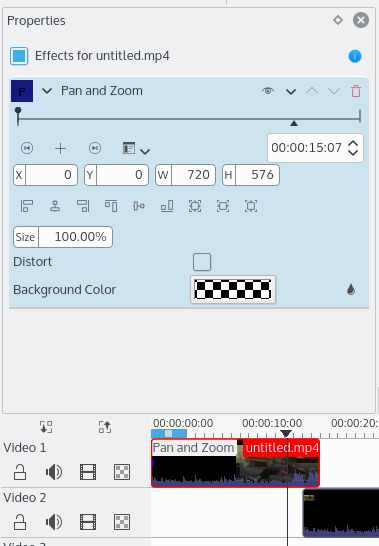 Properties
Effects for untitled.mp4
P Pan and Zoom
00:00:15:07
X 0 Y 0 W 720 H 576
Size 100.00%
Distort
Background Color
00:00:00:00 00:00:10:00 00:00:20:
Video 1
Pan and Zoom untitled.mp4
Video 2